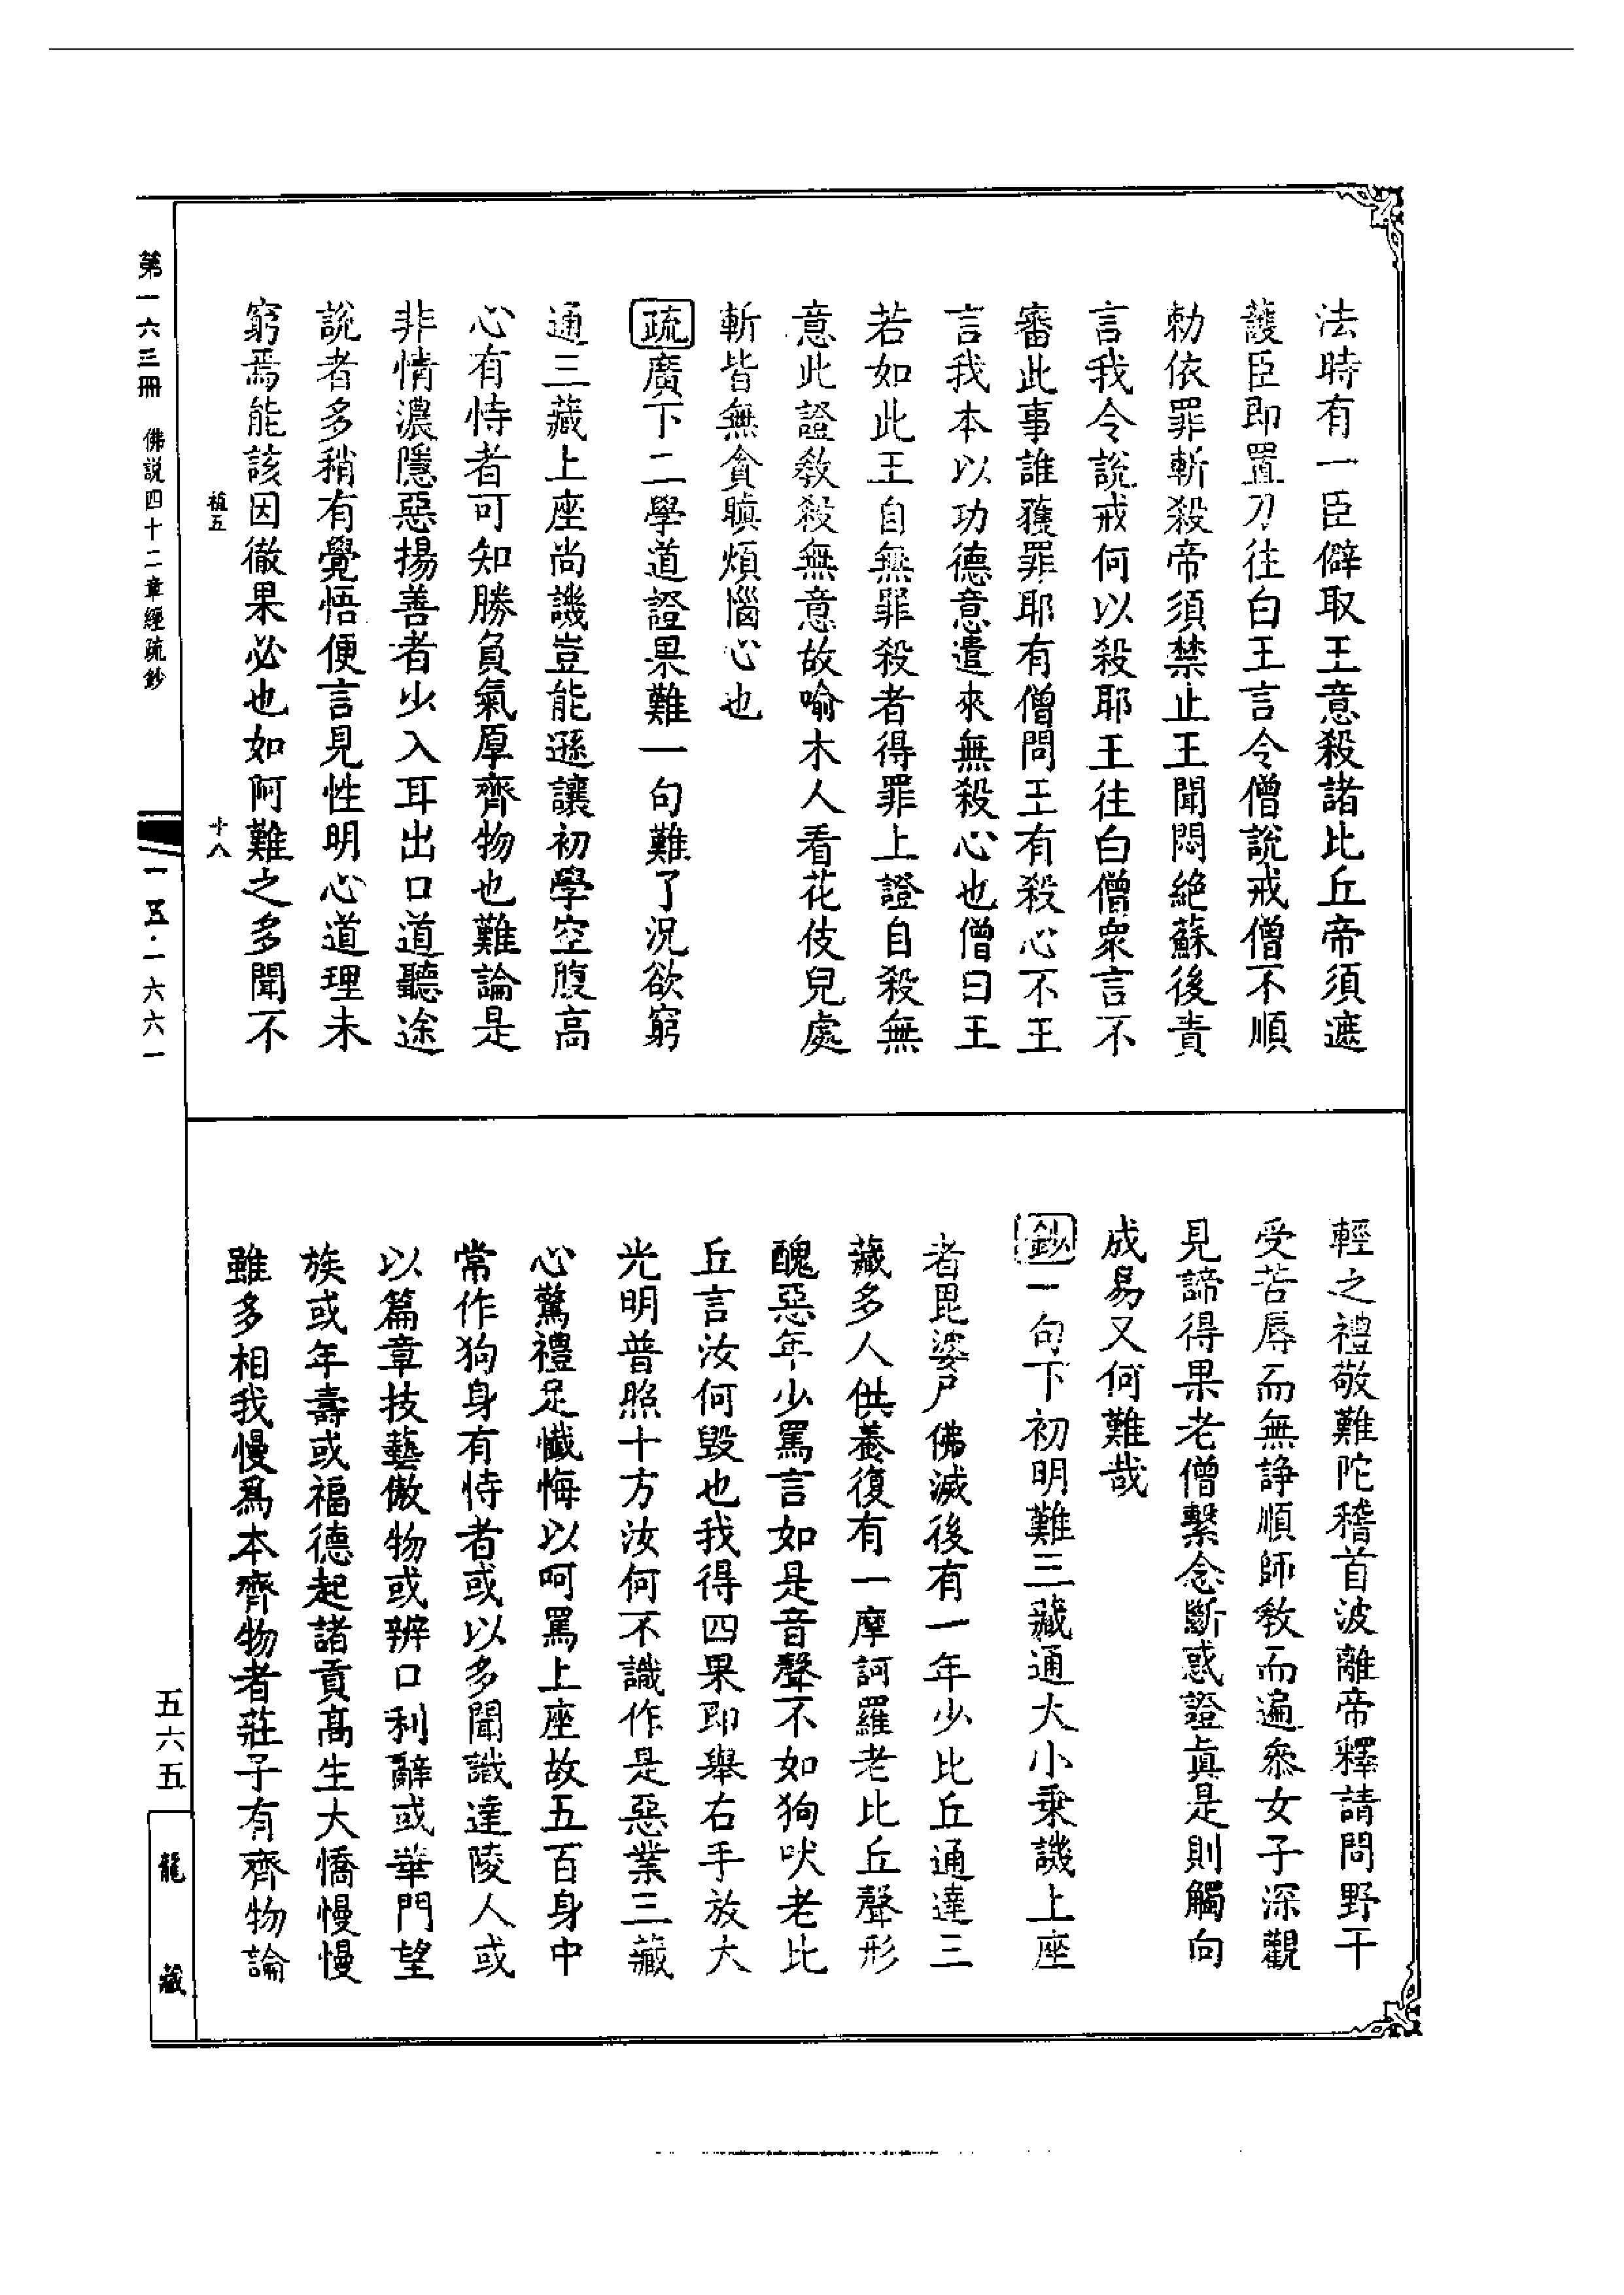 法時有一臣僻取王意殺諸比丘帝須遮
護臣即置刀往白王言令僧說戒僧不順
勅依罪斬殺帝須禁止王聞悶絕蘇後責
言我令說戒何以殺耶王往白僧眾言不
審此事誰獲罪耶有僧問王有殺心不王
言我本以功德意遣來無殺心也僧曰王
若如此王自無罪殺者得罪上證自殺無
意此證教殺無意故喻木人看花伎兒處
斬皆無貪瞋煩惱心也
疏廣下二學道證果難一句難了況欲窮
通三藏上座尚譏豈能遜讓初學空腹高
心有恃者可知勝負氣厚齊物也難論是
非情濃隱惡揚善者少入耳出口道聽途
說者多稍有覺悟便言見性明心道理未
窮焉能該因徹果必也如阿難之多聞不
植五
十八
輕之禮敬難陀稽首波離帝釋請問野干
受苦辱而無諍順師教而遍叅女子深觀
見諦得果老僧繫念斷惑證眞是則觸向
成易又何難哉
鈔一句下初明難三藏通大小乘譏上座
者毘婆尸佛滅後有一年少比丘通達三
藏多人供養復有一摩訶羅老比丘聲形
醜惡年少罵言如是音聲不如狗吠老比
丘言汝何毀也我得四果即舉右手放大
光明普照十方汝何不識作是惡業三藏
心驚禮足懺悔以呵罵上座故五百身中
常作狗身有恃者或以多聞識達陵人或
以篇章技藝傲物或辨口利辭或華門望
族或年壽或福德起諸貢高生大憍慢慢
雖多相我慢爲本齊物者莊子有齊物論
第一六三冊 佛説四十二章經疏鈔
一五·一六六一
五六五
龍藏